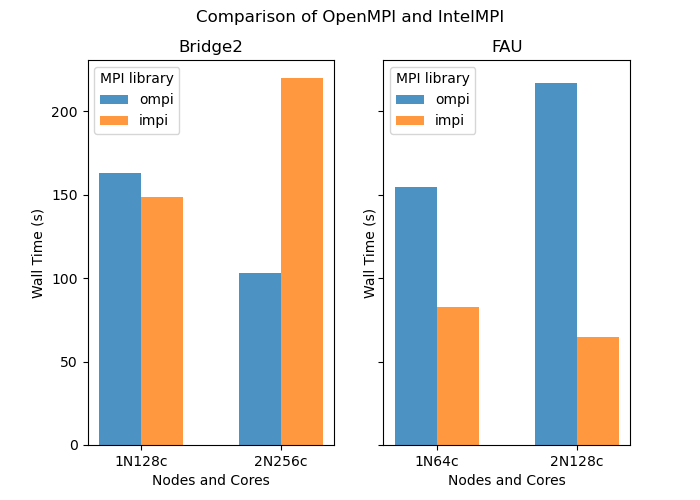 Comparison of OpenMPI and IntelMPI
Bridge2
MPI library
ompi
impi
Wall Time (s)
200
150
100
50
0
1N128c
2N256c
Nodes and Cores
FAU
MPI library
ompi
impi
Wall Time (s)
1N64c
2N128c
Nodes and Cores